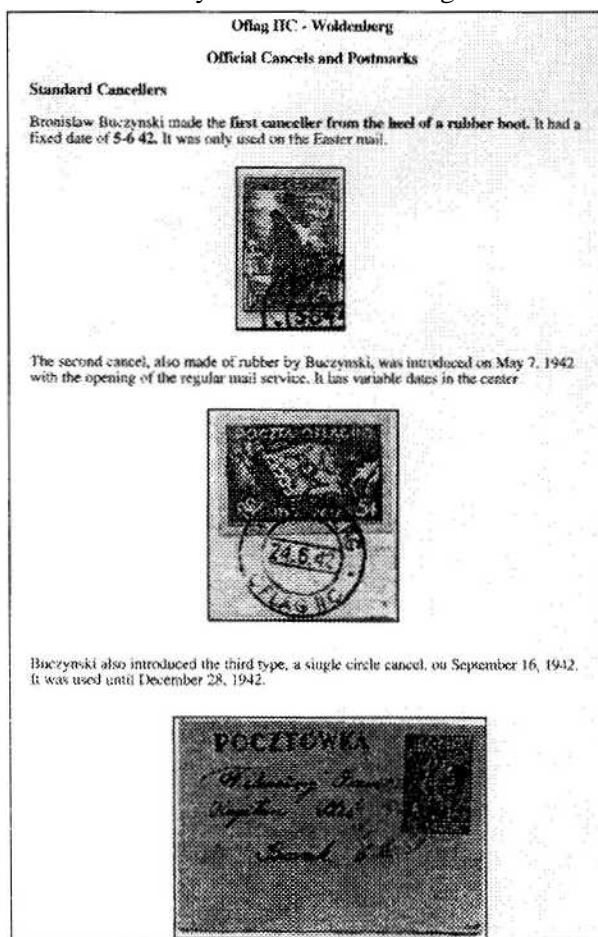 Oflag IIC - Woldenberg
Official Cancels and Postmarks
Standard Cancellers
Bronislaw Buczynski made the first canceller from the heel of a rubber boot. It had a
fixed date of 5-6 42. It was only used on the Easter mail.
The second cancel, also made of rubber by Buczynski, was introduced on May 7, 1942
with the opening of the regular mail service. It has variable dates in the center
POCZTA
24.6.42
OFLAG IIC
Buczynski also introduced the third type, a single circle cancel, on September 16, 1942.
It was used until December 28, 1942.
POCZTÓWKA